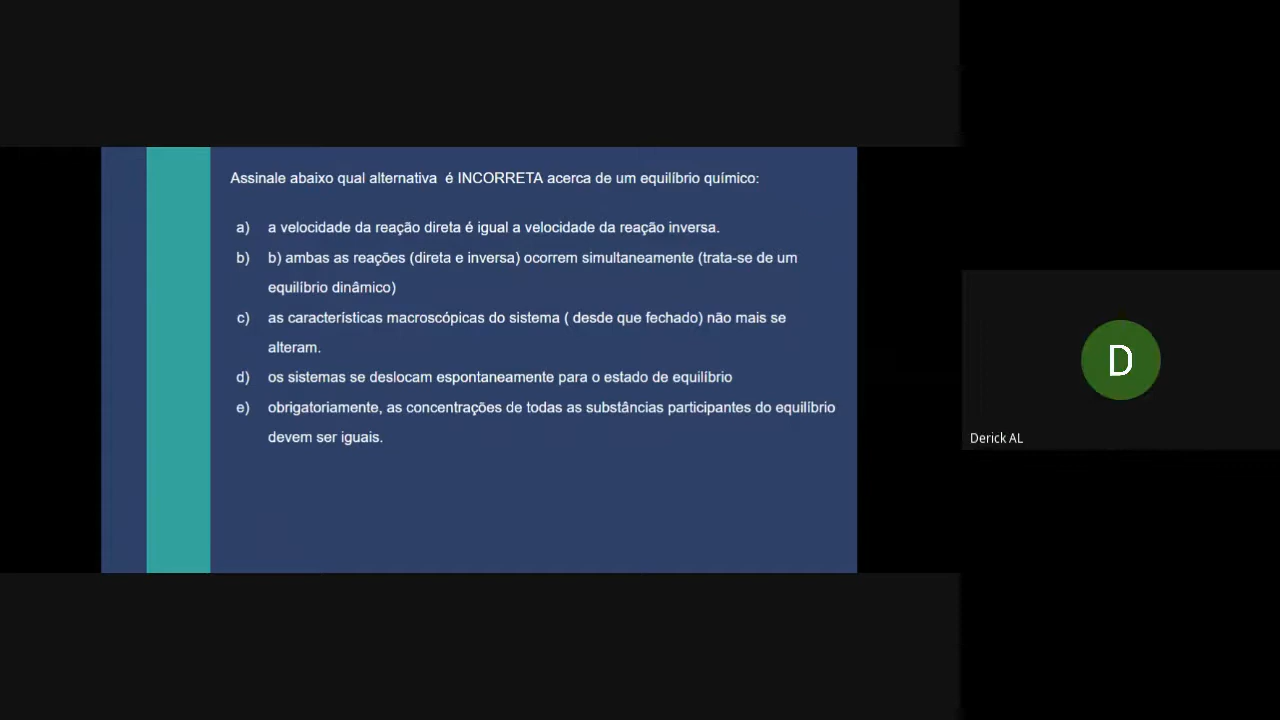 Assinale abaixo qual alternativa é INCORRETA acerca de um equilíbrio químico:
a) a velocidade da reação direta é igual a velocidade da reação inversa.
b) b) ambas as reações (direta e inversa) ocorrem simultaneamente (trata-se de um
equilíbrio dinâmico)
c) as características macroscópicas do sistema ( desde que fechado) não mais se
alteram.
d) os sistemas se deslocam espontaneamente para o estado de equilíbrio
e) obrigatoriamente, as concentrações de todas as substâncias participantes do equilíbrio
devem ser iguais.
D
Derick AL